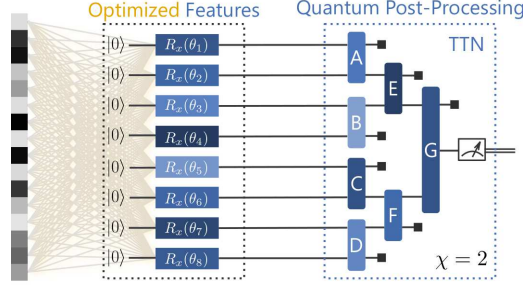 Optimized Features
Quantum Post-Processing
TTN
|0⟩ Rₓ(θ₁)
|0⟩ Rₓ(θ₂)
|0⟩ Rₓ(θ₃)
|0⟩ Rₓ(θ₄)
|0⟩ Rₓ(θ₅)
|0⟩ Rₓ(θ₆)
|0⟩ Rₓ(θ₇)
|0⟩ Rₓ(θ₈)
A
B
C
D
E
F
G
χ = 2